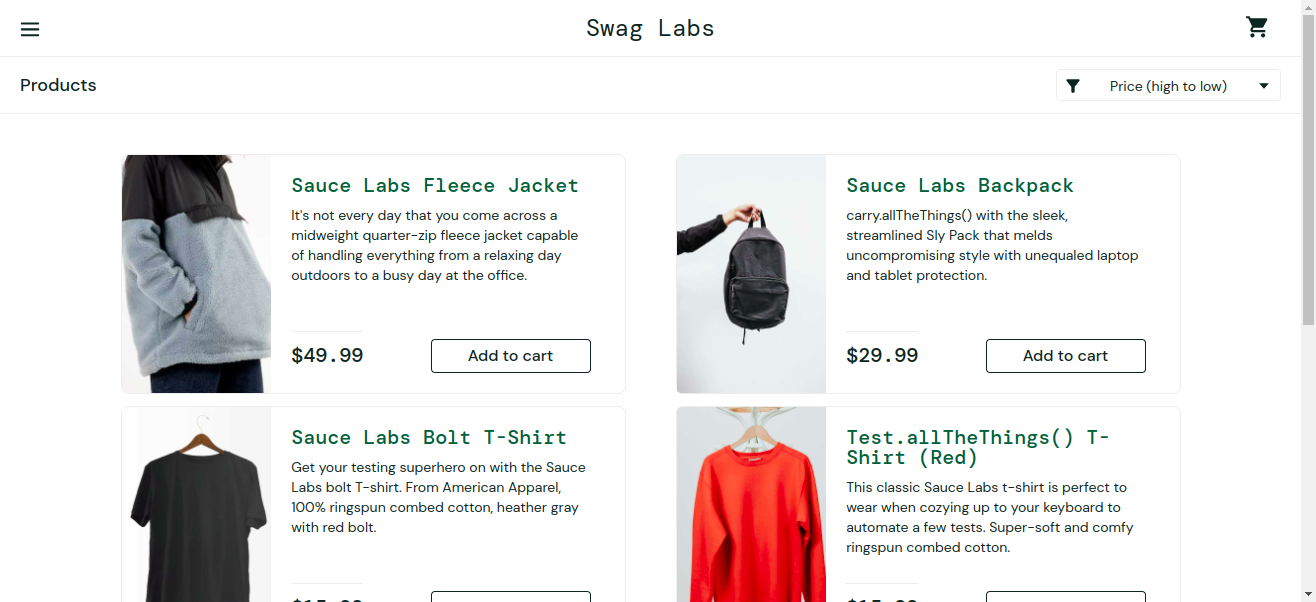 Swag Labs
Products
Price (high to low)
Sauce Labs Fleece Jacket
It's not every day that you come across a
midweight quarter-zip fleece jacket capable
of handling everything from a relaxing day
outdoors to a busy day at the office.
$49.99
Add to cart
Sauce Labs Backpack
carry.allTheThings() with the sleek,
streamlined Sly Pack that melds
uncompromising style with unequaled laptop
and tablet protection.
$29.99
Add to cart
Sauce Labs Bolt T-Shirt
Get your testing superhero on with the Sauce
Labs bolt T-shirt. From American Apparel,
100% ringspun combed cotton, heather gray
with red bolt.
Test.allTheThings() T-
Shirt (Red)
This classic Sauce Labs t-shirt is perfect to
wear when cozying up to your keyboard to
automate a few tests. Super-soft and comfy
ringspun combed cotton.